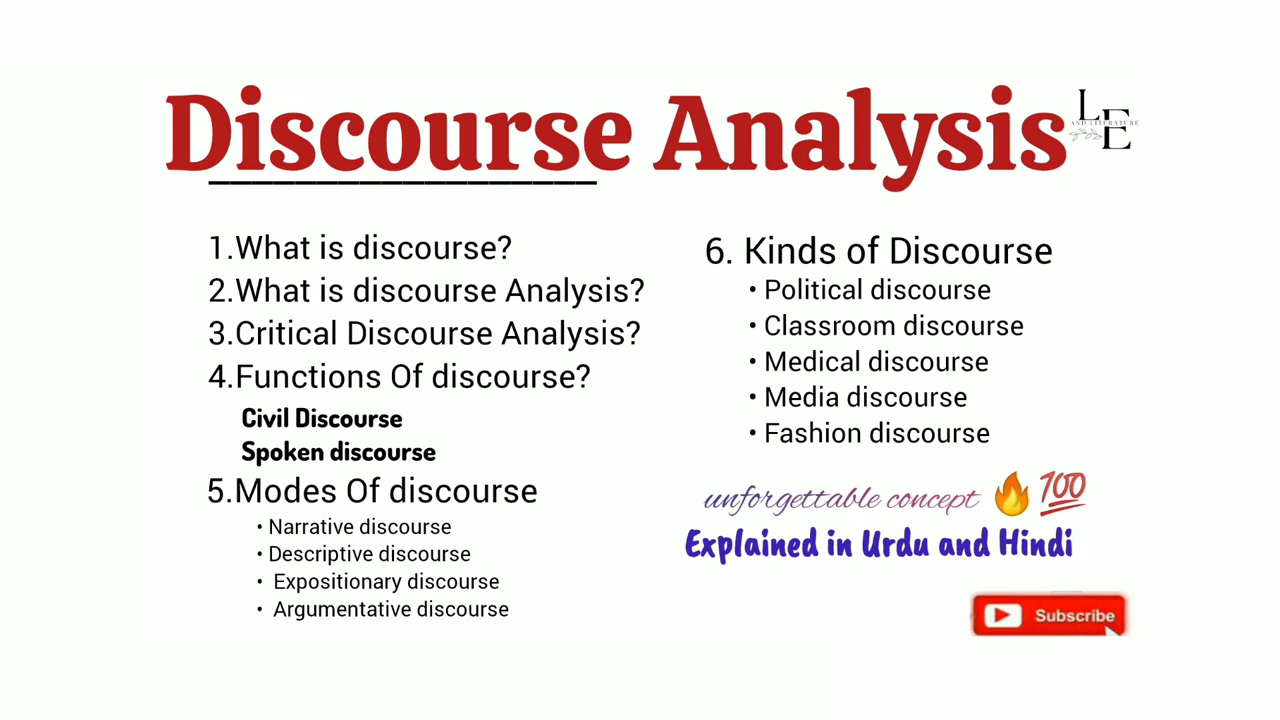 Discourse Analysis
L
AND LITERATURE
E
1.What is discourse?
2.What is discourse Analysis?
3.Critical Discourse Analysis?
4.Functions Of discourse?
Civil Discourse
Spoken discourse
5.Modes Of discourse
• Narrative discourse
• Descriptive discourse
• Expositionary discourse
• Argumentative discourse
6. Kinds of Discourse
• Political discourse
• Classroom discourse
• Medical discourse
• Media discourse
• Fashion discourse
unforgettable concept 🔥 💯
Explained in Urdu and Hindi
Subscribe